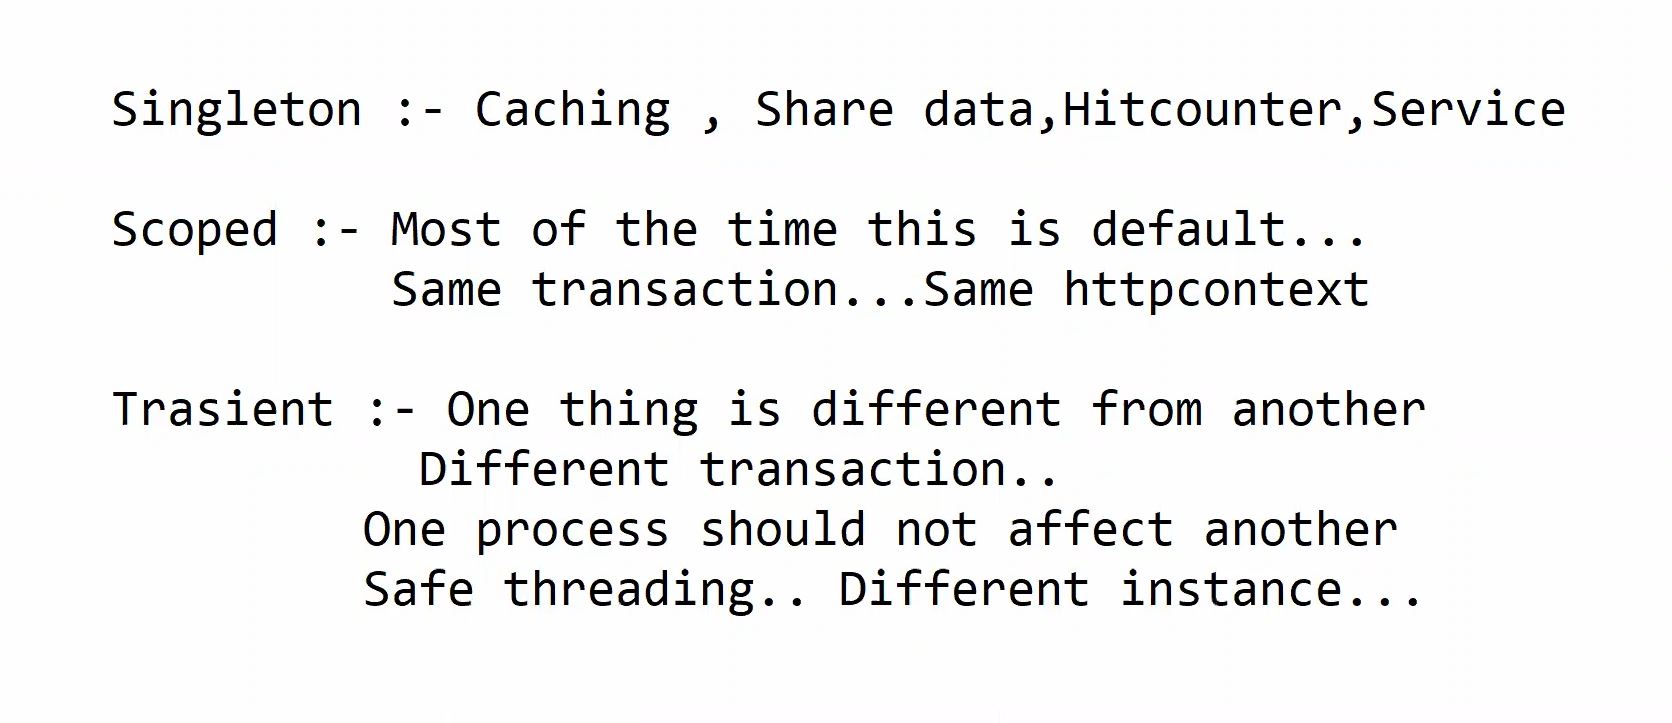 Singleton :- Caching , Share data,Hitcounter,Service
Scoped :- Most of the time this is default...
Same transaction...Same httpcontext
Trasient :- One thing is different from another
Different transaction..
One process should not affect another
Safe threading.. Different instance...